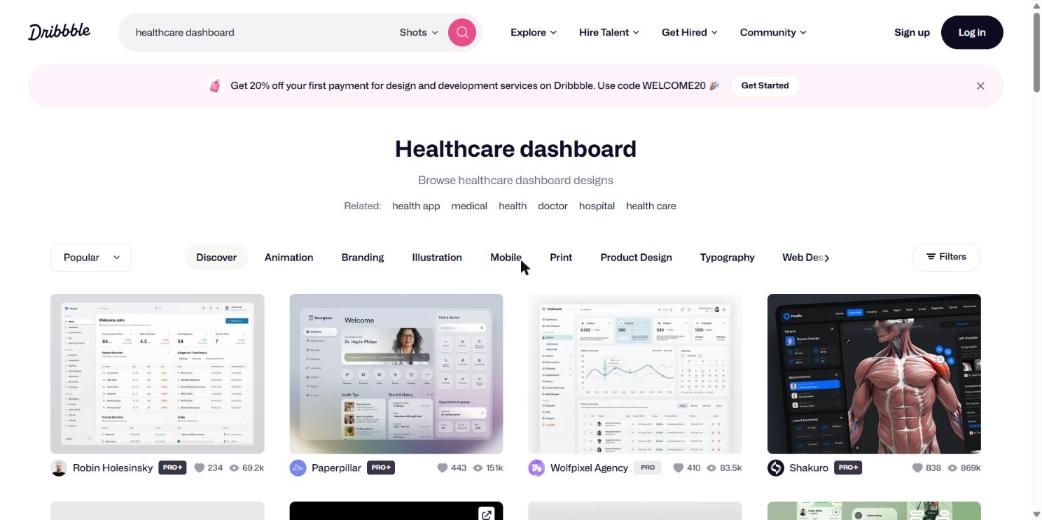 Dribbble
healthcare dashboard
Shots
Explore
Hire Talent
Get Hired
Community
Sign up
Log in
Get 20% off your first payment for design and development services on Dribbble. Use code WELCOME20
Get Started
Healthcare dashboard
Browse healthcare dashboard designs
Related: health app medical health doctor hospital health care
Popular
Discover
Animation
Branding
Illustration
Mobile
Print
Product Design
Typography
Web Des
Filters
Welcome
Robin Holesinsky PRO+ 234 69.2k
Paperpillar PRO+ 443 151k
Wolfpixel Agency PRO 410 83.5k
Shakuro PRO+ 838 869k